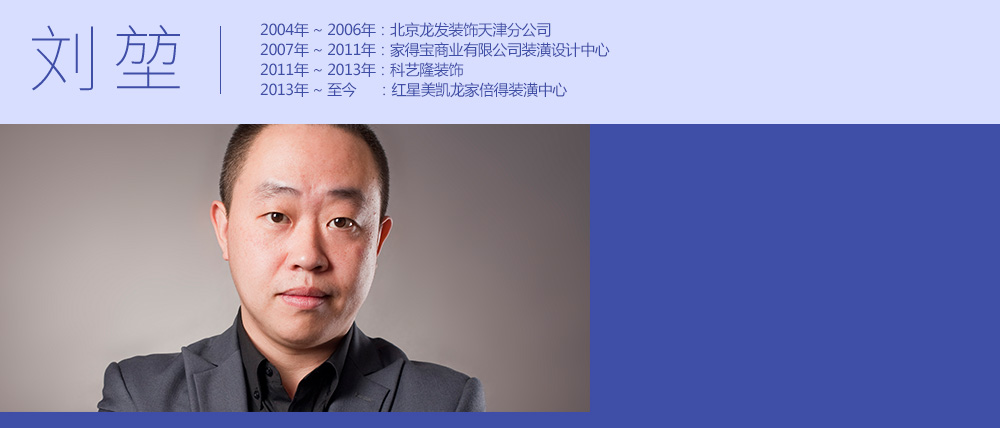 刘堃
2004年 ~ 2006年：北京龙发装饰天津分公司
2007年 ~ 2011年：家得宝商业有限公司装潢设计中心
2011年 ~ 2013年：科艺隆装饰
2013年 ~ 至今 ：红星美凯龙家倍得装潢中心